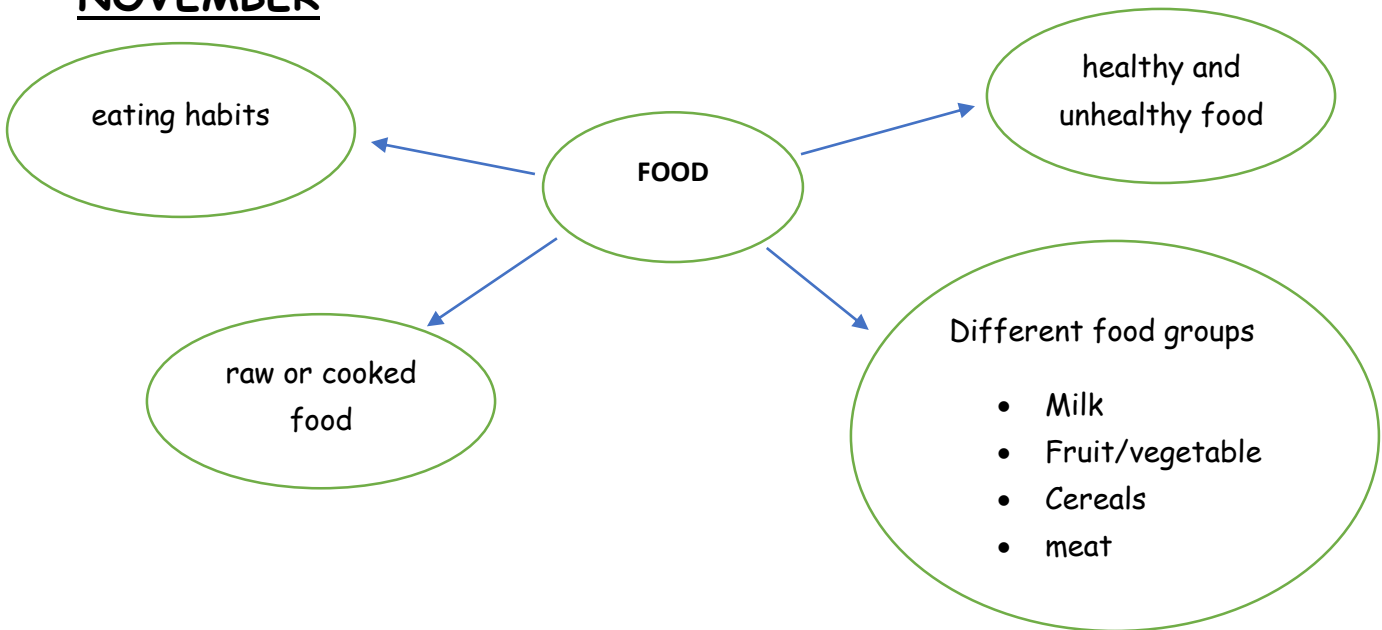 NOVEMBER
eating habits
FOOD
healthy and
unhealthy food
raw or cooked
food
Different food groups
• Milk
• Fruit/vegetable
• Cereals
• meat